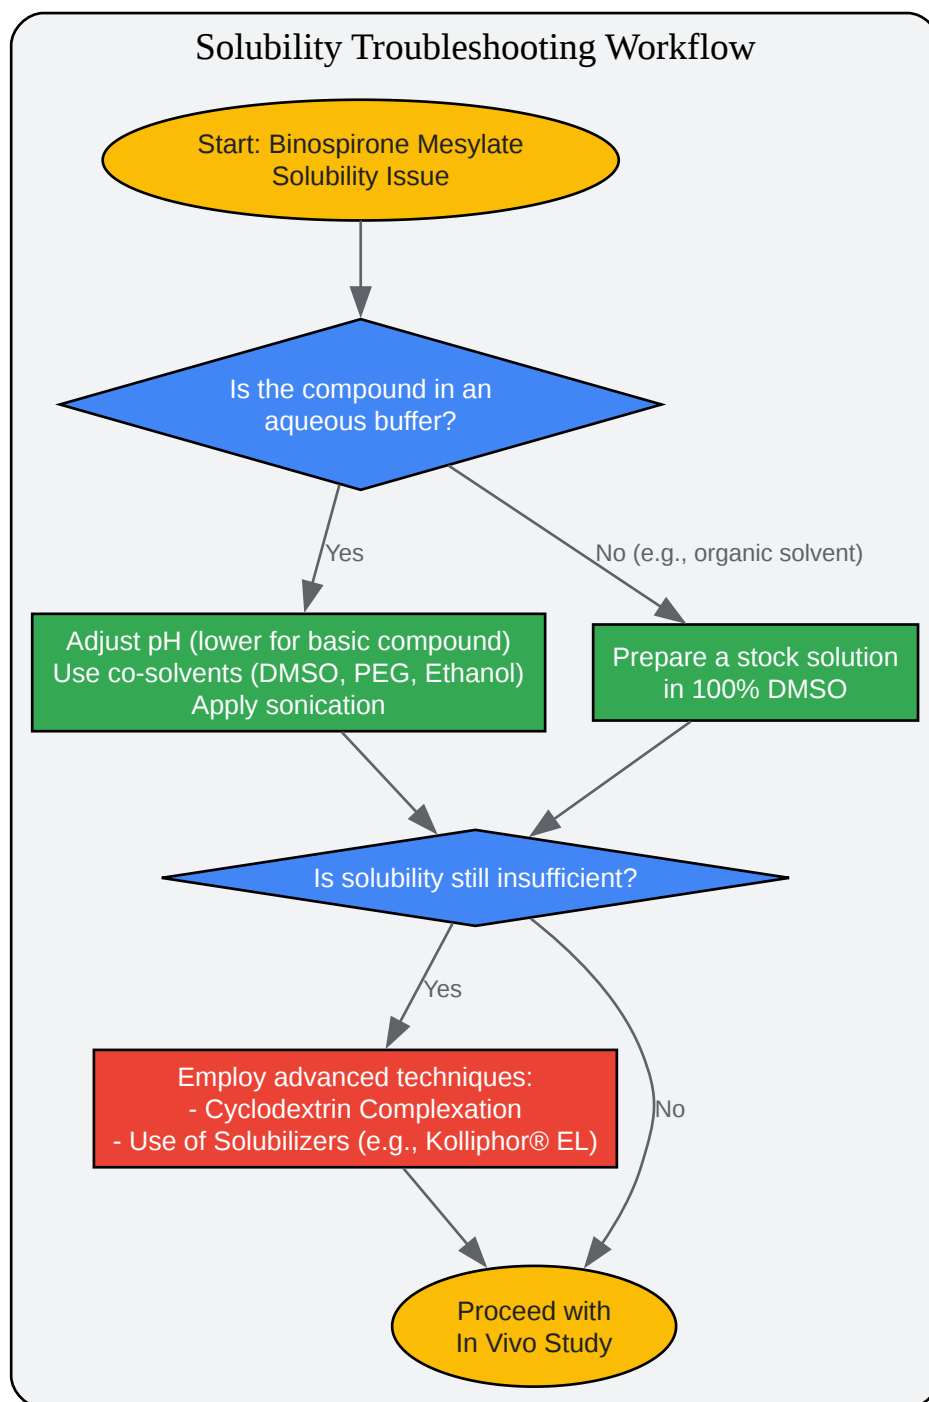 Solubility Troubleshooting Workflow
Start: Binospirone Mesylate
Solubility Issue
Is the compound in an
aqueous buffer?
Yes
No (e.g., organic solvent)
Adjust pH (lower for basic compound)
Use co-solvents (DMSO, PEG, Ethanol)
Apply sonication
Prepare a stock solution
in 100% DMSO
Is solubility still insufficient?
Yes
Employ advanced techniques:
- Cyclodextrin Complexation
- Use of Solubilizers (e.g., Kolliphor® EL)
No
Proceed with
In Vivo Study